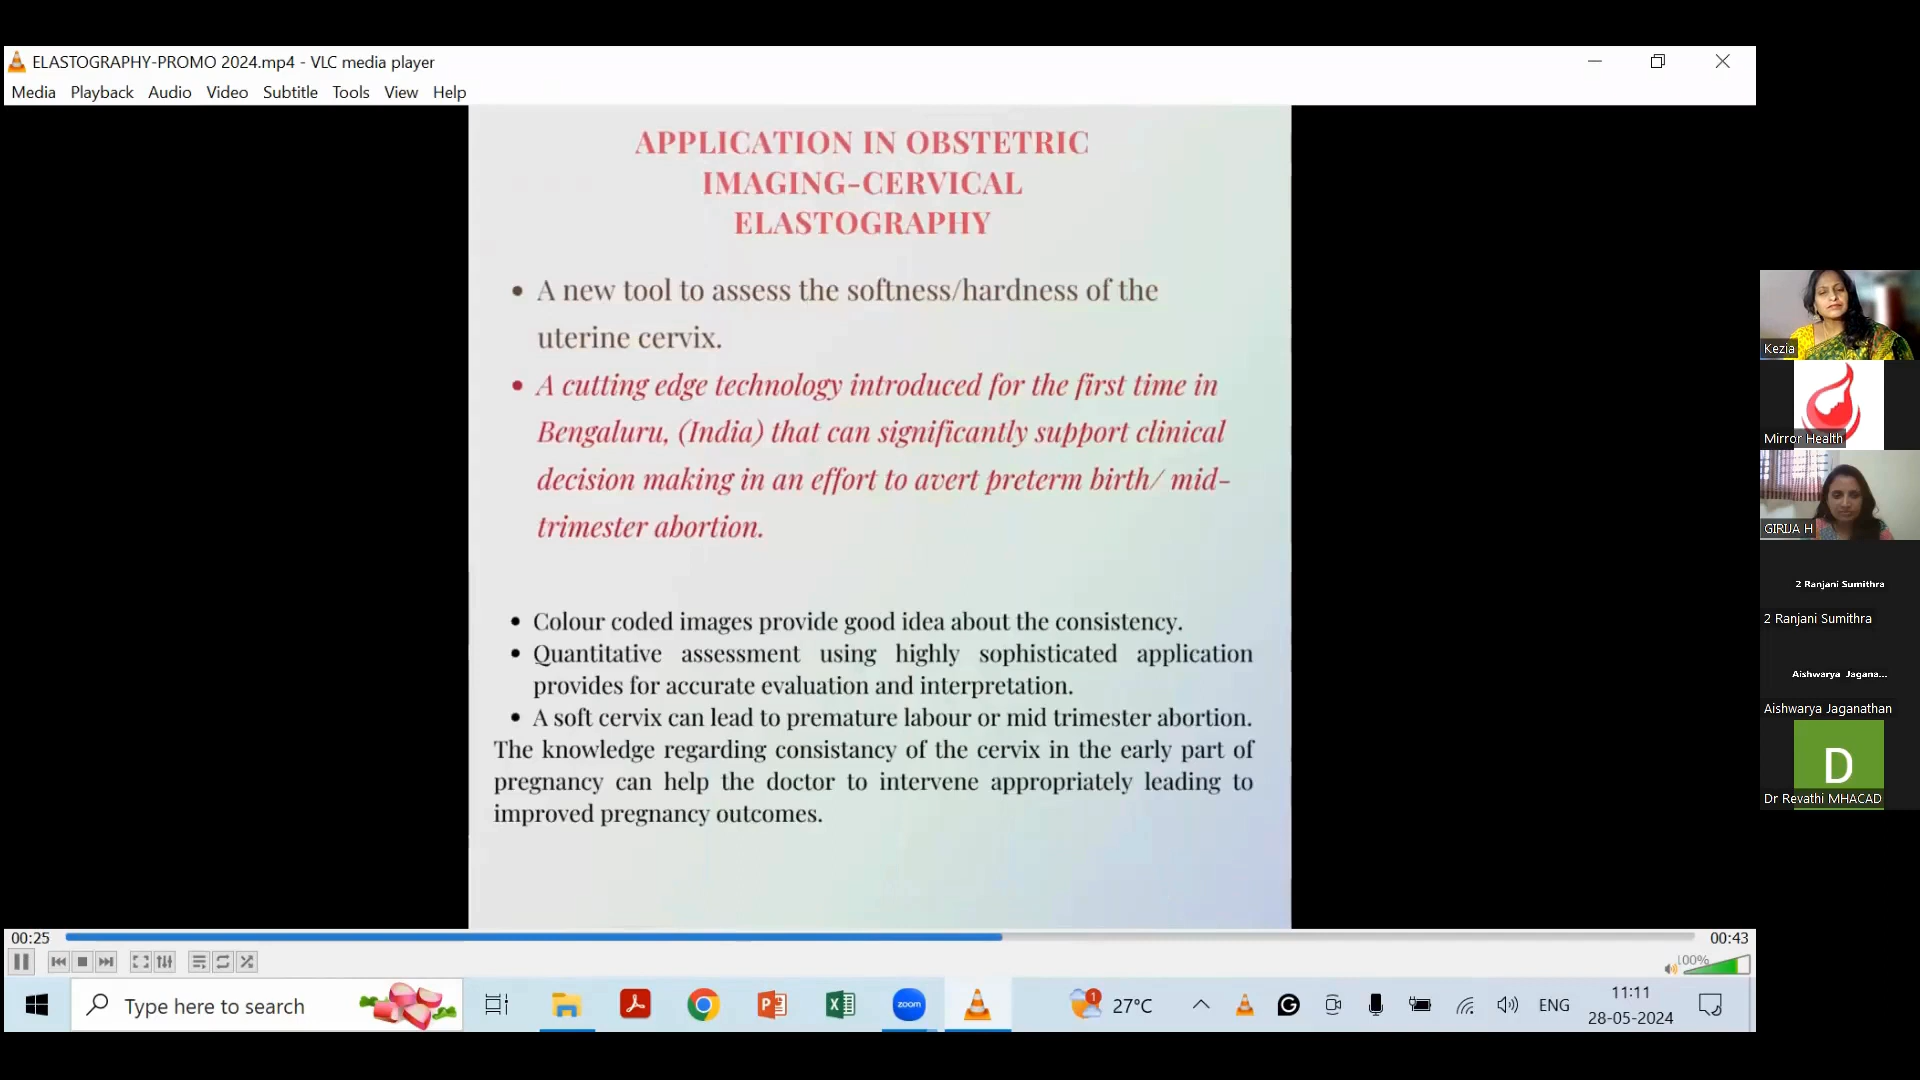 ELASTOGRAPHY-PROMO 2024.mp4 - VLC media player
Media Playback Audio Video Subtitle Tools View Help
APPLICATION IN OBSTETRIC
IMAGING-CERVICAL
ELASTOGRAPHY
• A new tool to assess the softness/hardness of the
uterine cervix.
• A cutting edge technology introduced for the first time in
Bengaluru, (India) that can significantly support clinical
decision making in an effort to avert preterm birth/ mid-
trimester abortion.
• Colour coded images provide good idea about the consistency.
• Quantitative assessment using highly sophisticated application
provides for accurate evaluation and interpretation.
• A soft cervix can lead to premature labour or mid trimester abortion.
The knowledge regarding consistancy of the cervix in the early part of
pregnancy can help the doctor to intervene appropriately leading to
improved pregnancy outcomes.
Kezia
Mirror Health
GIRIJA H
2 Ranjani Sumithra
2 Ranjani Sumithra
Aishwarya Jagana...
Aishwarya Jaganathan
D
Dr Revathi MHACAD
00:25
00:43
100%
Type here to search
zoom
1
27°C
ENG
11:11
28-05-2024